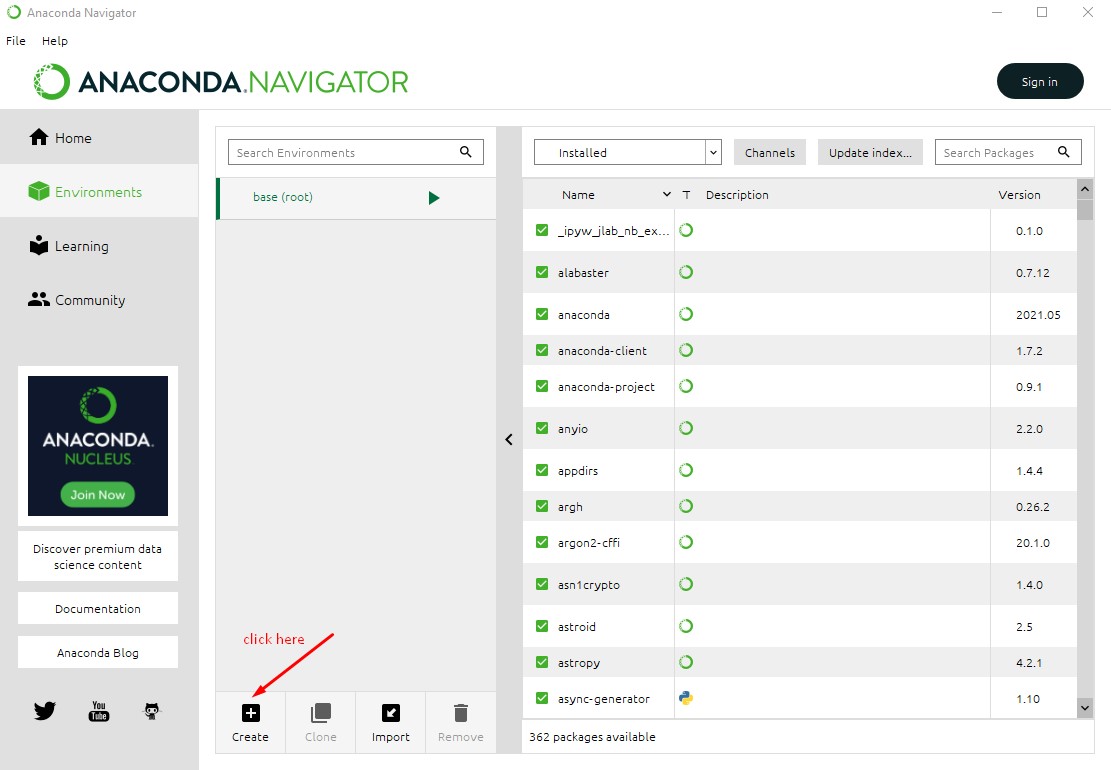 Anaconda Navigator
File Help
ANACONDA.NAVIGATOR
Sign in
Home
Environments
Learning
Community
ANACONDA.
NUCLEUS
Join Now
Discover premium data
science content
Documentation
Anaconda Blog
You
Tube
Search Environments
base (root)
click here
Create Clone Import Remove
Installed Channels Update index... Search Packages
Name T Description Version
_ipyw_jlab_nb_ex... 0.1.0
alabaster 0.7.12
anaconda 2021.05
anaconda-client 1.7.2
anaconda-project 0.9.1
anyio 2.2.0
appdirs 1.4.4
argh 0.26.2
argon2-cffi 20.1.0
asn1crypto 1.4.0
astroid 2.5
astropy 4.2.1
async-generator 1.10
362 packages available